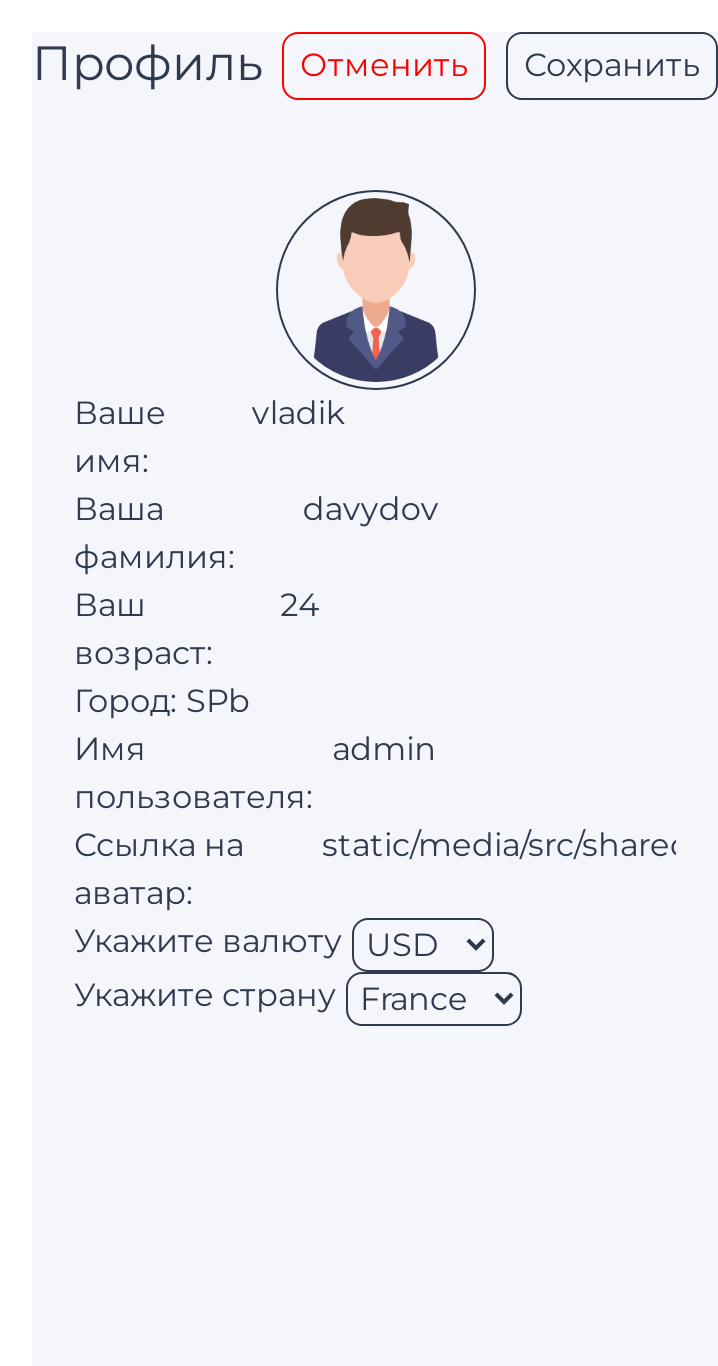 Профиль Отменить Сохранить
Ваше vladik
имя:
Ваша davydov
фамилия:
Ваш 24
возраст:
Город: SPb
Имя admin
пользователя:
Ссылка на static/media/src/shared
аватар:
Укажите валюту USD
Укажите страну France